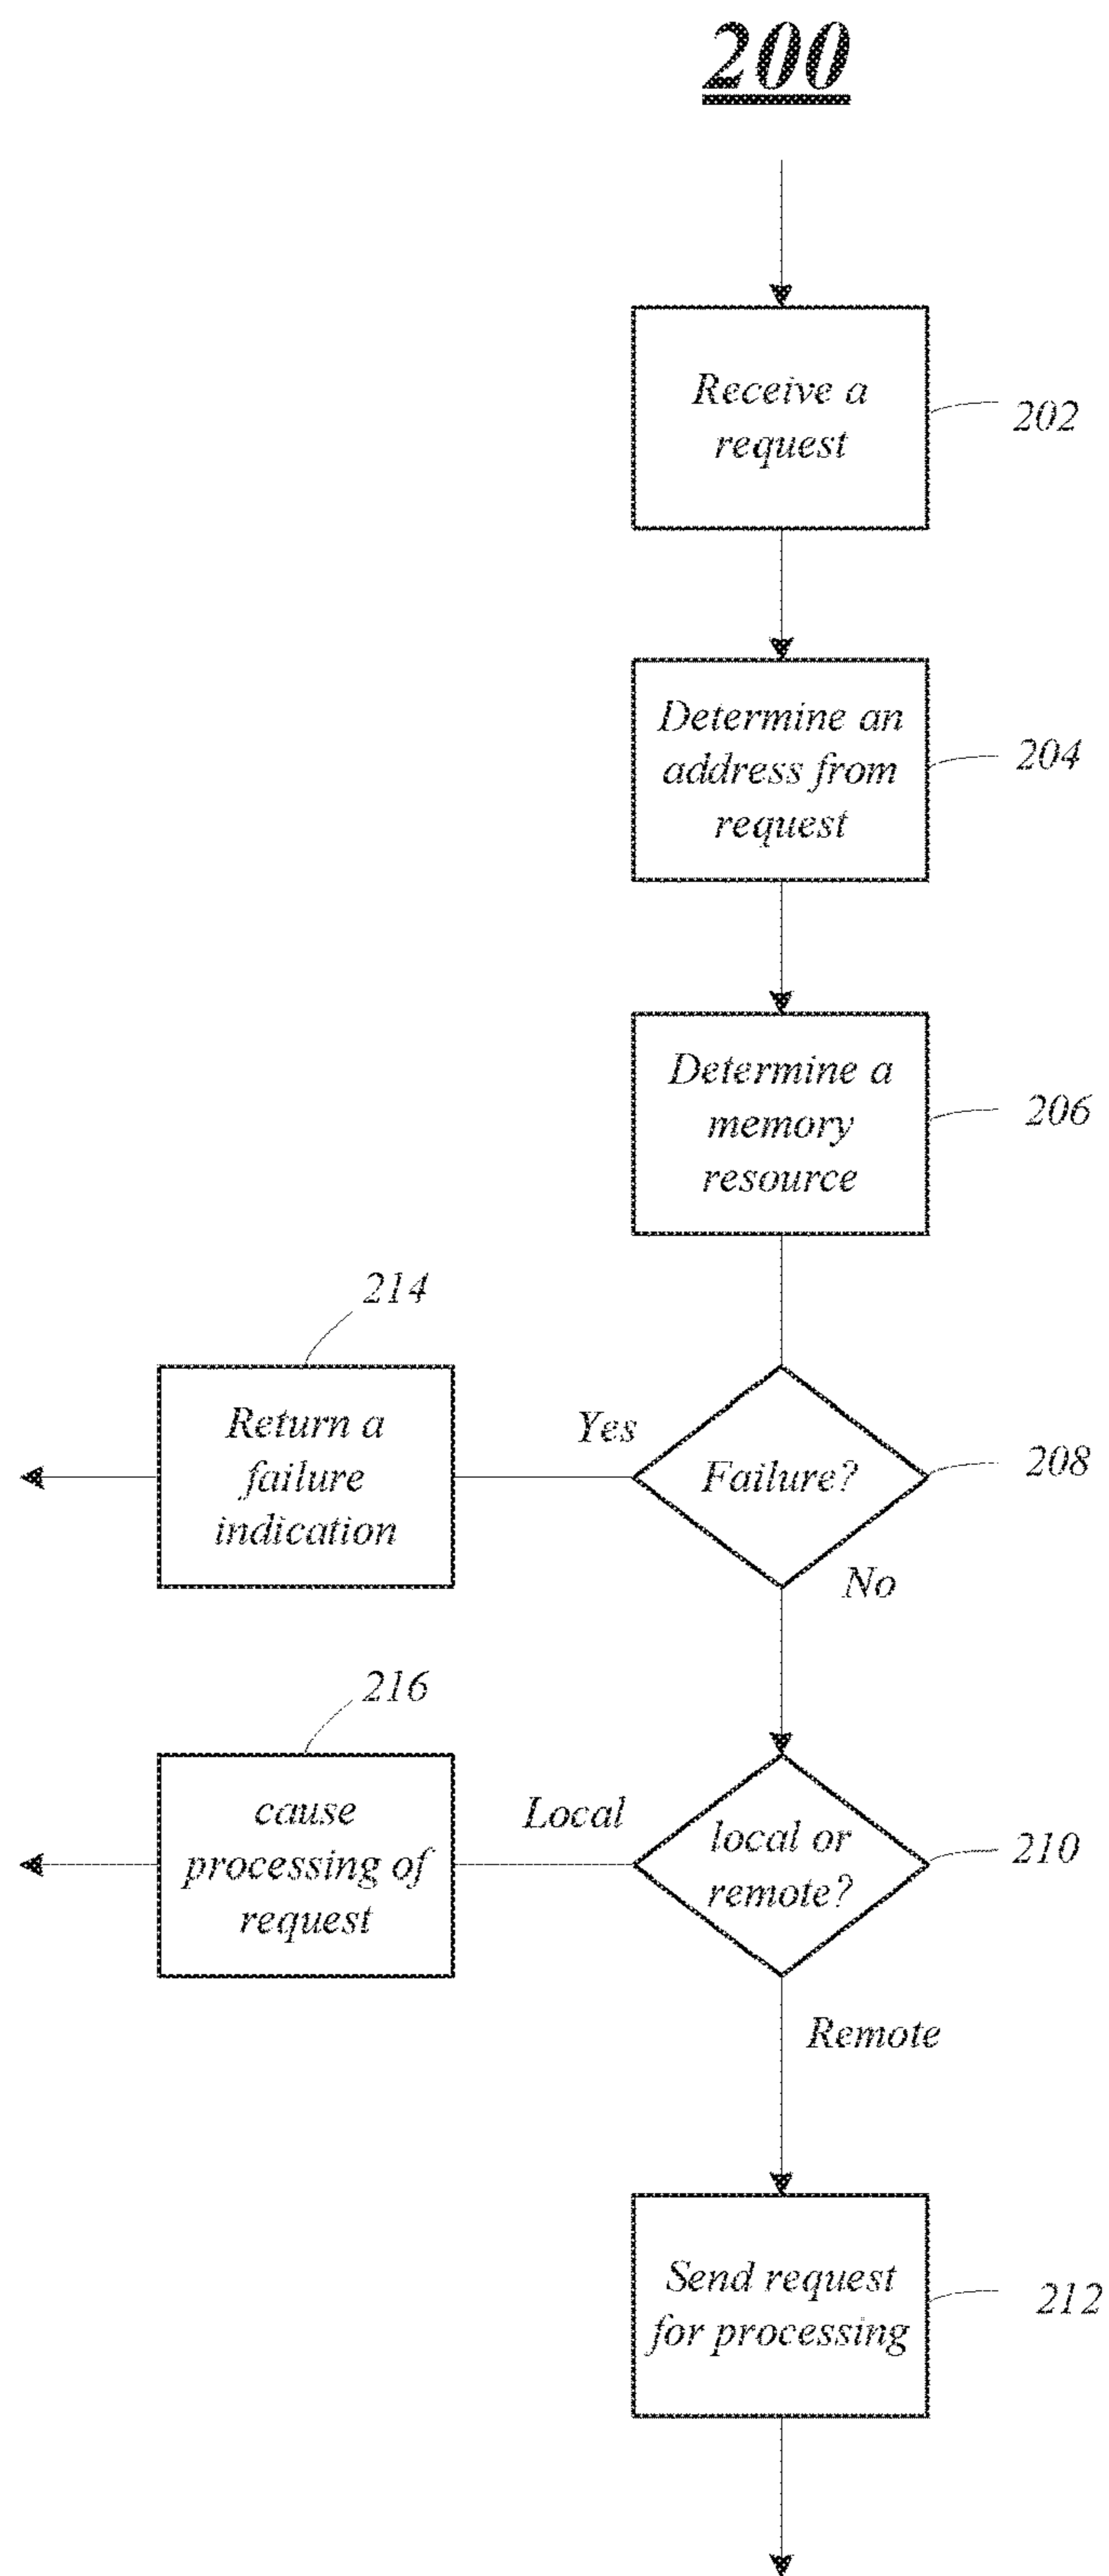 200
Receive a
request
202
Determine an
address from
request
204
Determine a
memory
resource
206
214
Return a
failure
indication
Yes
Failure?
208
No
216
cause
processing of
request
Local
local or
remote?
210
Remote
Send request
for processing
212